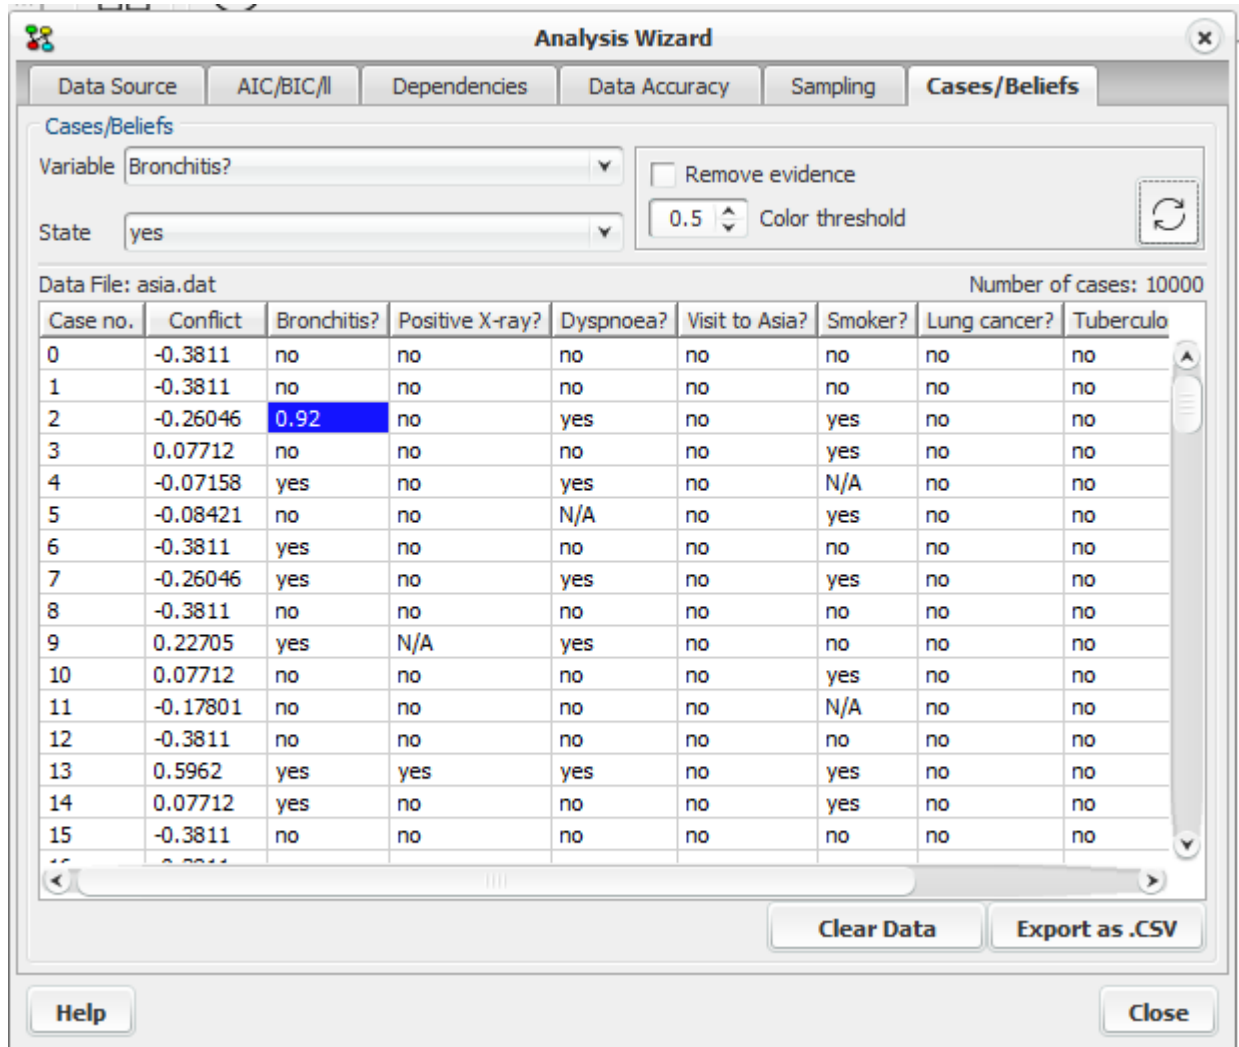 Analysis Wizard
Data Source AIC/BIC/ll Dependencies Data Accuracy Sampling Cases/Beliefs
Cases/Beliefs
Variable Bronchitis?
Remove evidence
0.5 Color threshold
State yes
Data File: asia.dat Number of cases: 10000
Case no. Conflict Bronchitis? Positive X-ray? Dyspnoea? Visit to Asia? Smoker? Lung cancer? Tuberculo
0 -0.3811 no no no no no no no
1 -0.3811 no no no no no no no
2 -0.26046 0.92 no yes no yes no no
3 0.07712 no no no no yes no no
4 -0.07158 yes no yes no N/A no no
5 -0.08421 no no N/A no yes no no
6 -0.3811 yes no no no no no no
7 -0.26046 yes no yes no yes no no
8 -0.3811 no no no no no no no
9 0.22705 yes N/A yes no no no no
10 0.07712 no no no no yes no no
11 -0.17801 no no no no N/A no no
12 -0.3811 no no no no no no no
13 0.5962 yes yes yes no yes no no
14 0.07712 yes no no no yes no no
15 -0.3811 no no no no no no no
Clear Data Export as .CSV
Help Close